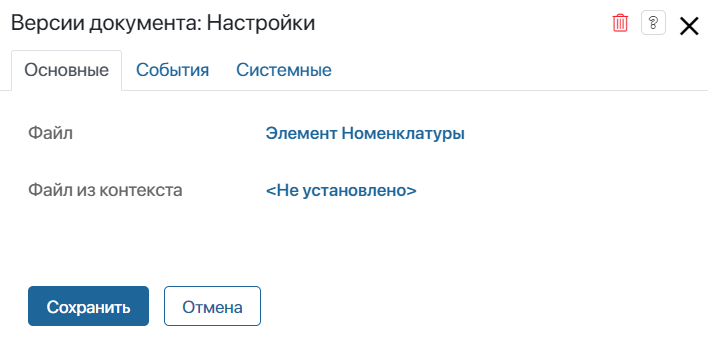 Версии документа: Настройки
?
Основные События Системные
Файл Элемент Номенклатуры
Файл из контекста <Не установлено>
Сохранить Отмена